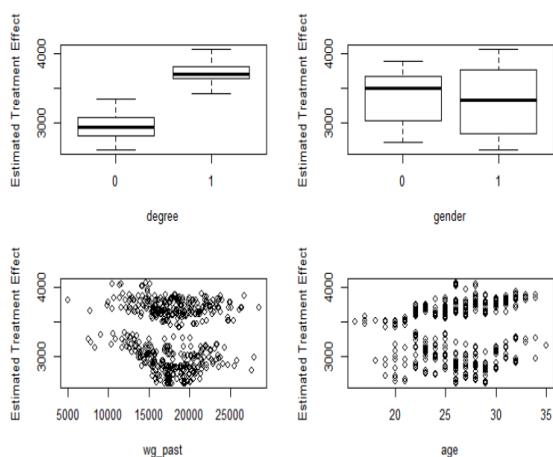 Estimated Treatment Effect
3000 4000
0 1
degree
Estimated Treatment Effect
3000 4000
0 1
gender
Estimated Treatment Effect
3000 4000
5000 10000 15000 20000 25000
wg_past
Estimated Treatment Effect
3000 4000
20 25 30 35
age